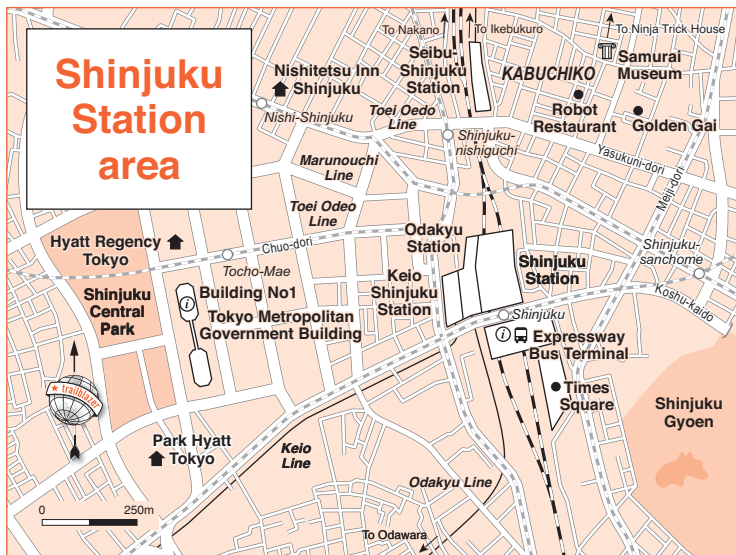 Shinjuku
Station
area
To Nakano
To Ikebukuro
To Ninja Trick House
Seibu-
Shinjuku
Station
KABUCHIKO
Samurai
Museum
Nishitetsu Inn
Shinjuku
Nishi-Shinjuku
Toei Oedo
Line
Robot
Restaurant
Golden Gai
Shinjuku-
nishiguchi
Yasukuni-dori
Marunouchi
Line
Meiji-dori
Toei Odeo
Line
Hyatt Regency
Tokyo
Chuo-dori
Odakyu
Station
Tocho-Mae
Keio
Shinjuku
Station
Shinjuku
Station
Shinjuku-
sanchome
Shinjuku
Central
Park
i
Building No1
Tokyo Metropolitan
Government Building
Shinjuku
Koshu-kaido
i
Expressway
Bus Terminal
trailblazer
Times
Square
Shinjuku
Gyoen
Park Hyatt
Tokyo
Keio
Line
Odakyu Line
0
250m
To Odawara